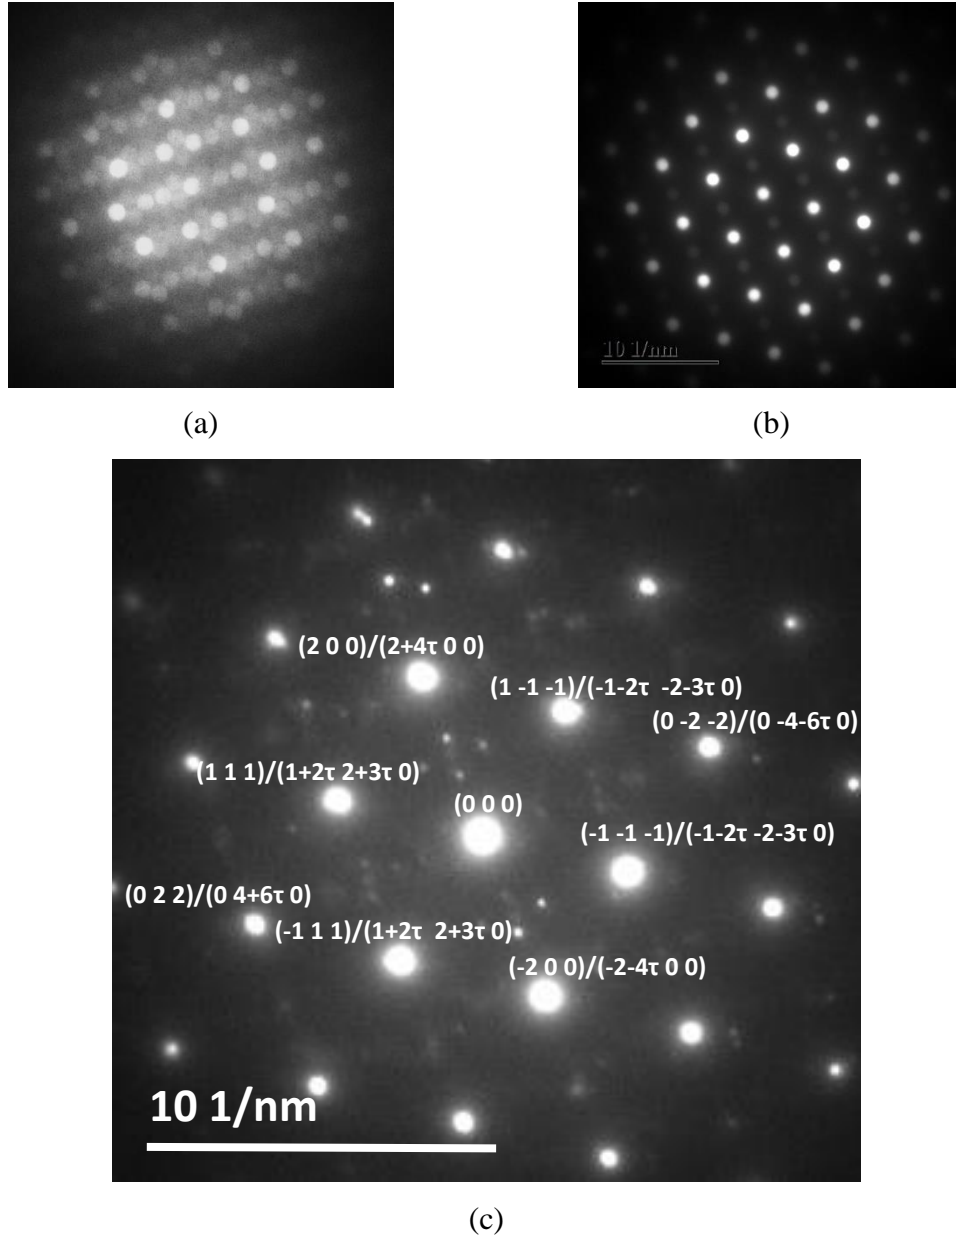 10 1/nm
(a)
(b)
(2 0 0)/(2+4τ 0 0)
(1 -1 -1)/(-1-2τ -2-3τ 0)
(0 -2 -2)/(0 -4-6τ 0)
(1 1 1)/(1+2τ 2+3τ 0)
(0 0 0)
(-1 -1 -1)/(-1-2τ -2-3τ 0)
(0 2 2)/(0 4+6τ 0)
(-1 1 1)/(1+2τ 2+3τ 0)
(-2 0 0)/(-2-4τ 0 0)
10 1/nm
(c)